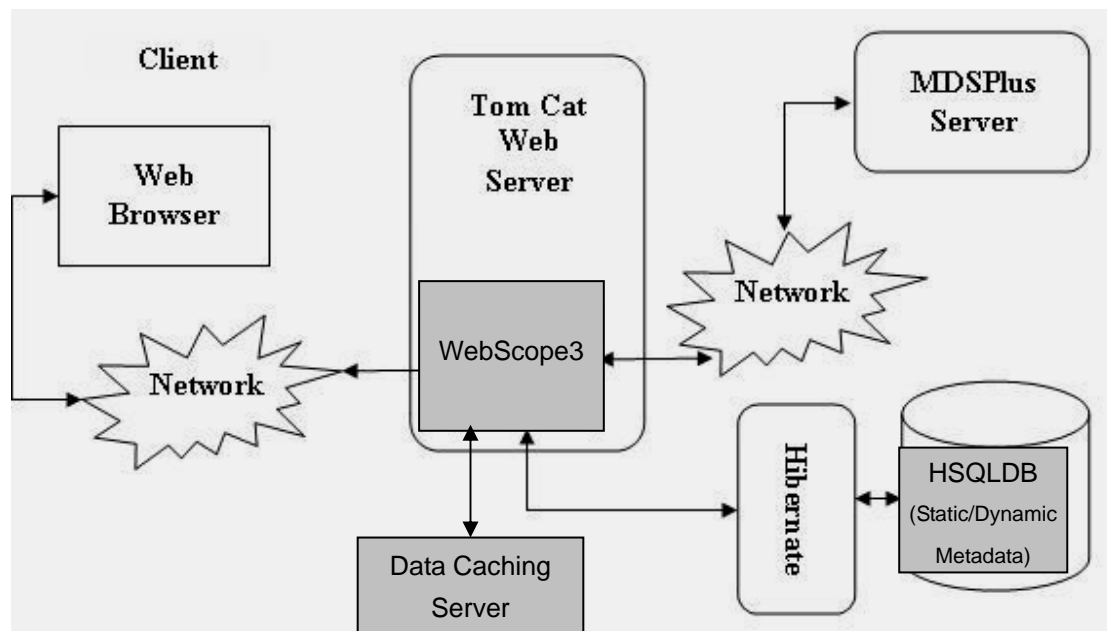 Client
Web
Browser
Network
Tom Cat
Web
Server
WebScope3
Data Caching
Server
MDSPlus
Server
Network
Hibernate
HSQLDB
(Static/Dynamic
Metadata)